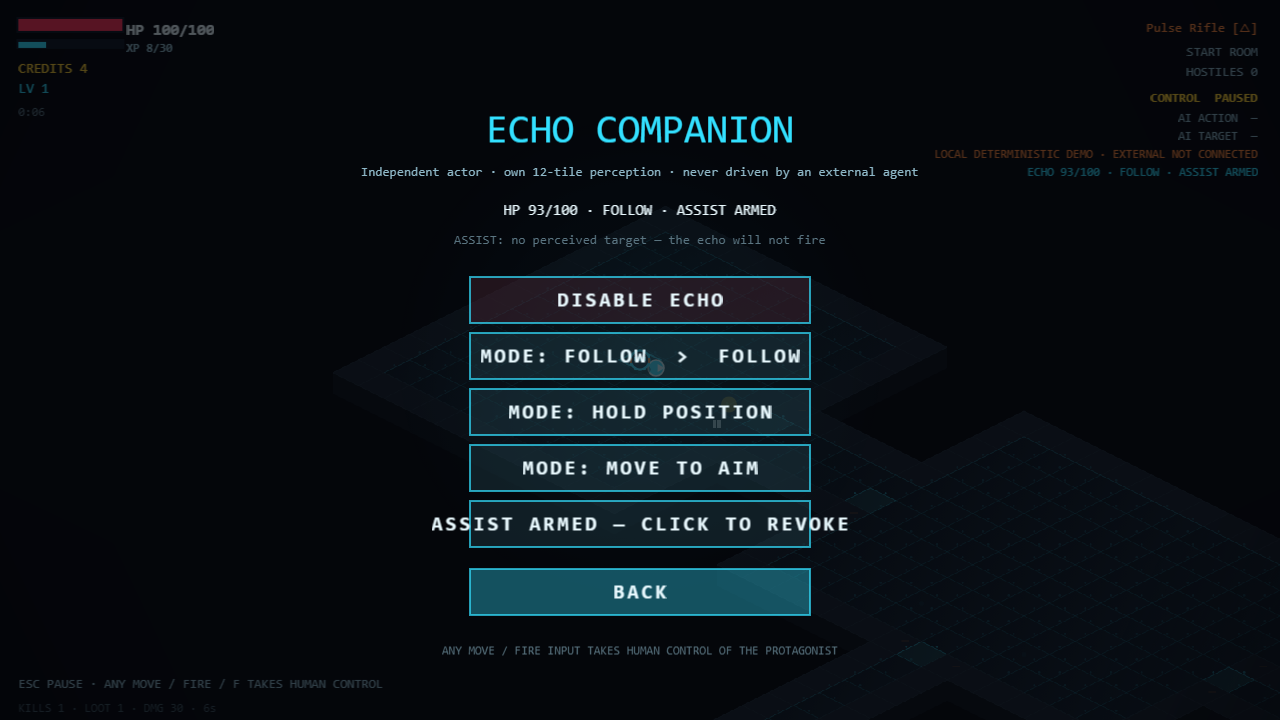 HP 100/100
XP 8/30
CREDITS 4
LV 1
0:06
Pulse Rifle [△]
START ROOM
HOSTILES 0
CONTROL PAUSED
AI ACTION —
AI TARGET —
LOCAL DETERMINISTIC DEMO · EXTERNAL NOT CONNECTED
ECHO 93/100 · FOLLOW · ASSIST ARMED
ECHO COMPANION
Independent actor · own 12-tile perception · never driven by an external agent
HP 93/100 · FOLLOW · ASSIST ARMED
ASSIST: no perceived target — the echo will not fire
DISABLE ECHO
MODE: FOLLOW > FOLLOW
MODE: HOLD POSITION
MODE: MOVE TO AIM
ASSIST ARMED — CLICK TO REVOKE
BACK
ANY MOVE / FIRE INPUT TAKES HUMAN CONTROL OF THE PROTAGONIST
ESC PAUSE · ANY MOVE / FIRE / F TAKES HUMAN CONTROL
KILLS 1 · LOOT 1 · DMG 30 · 6s